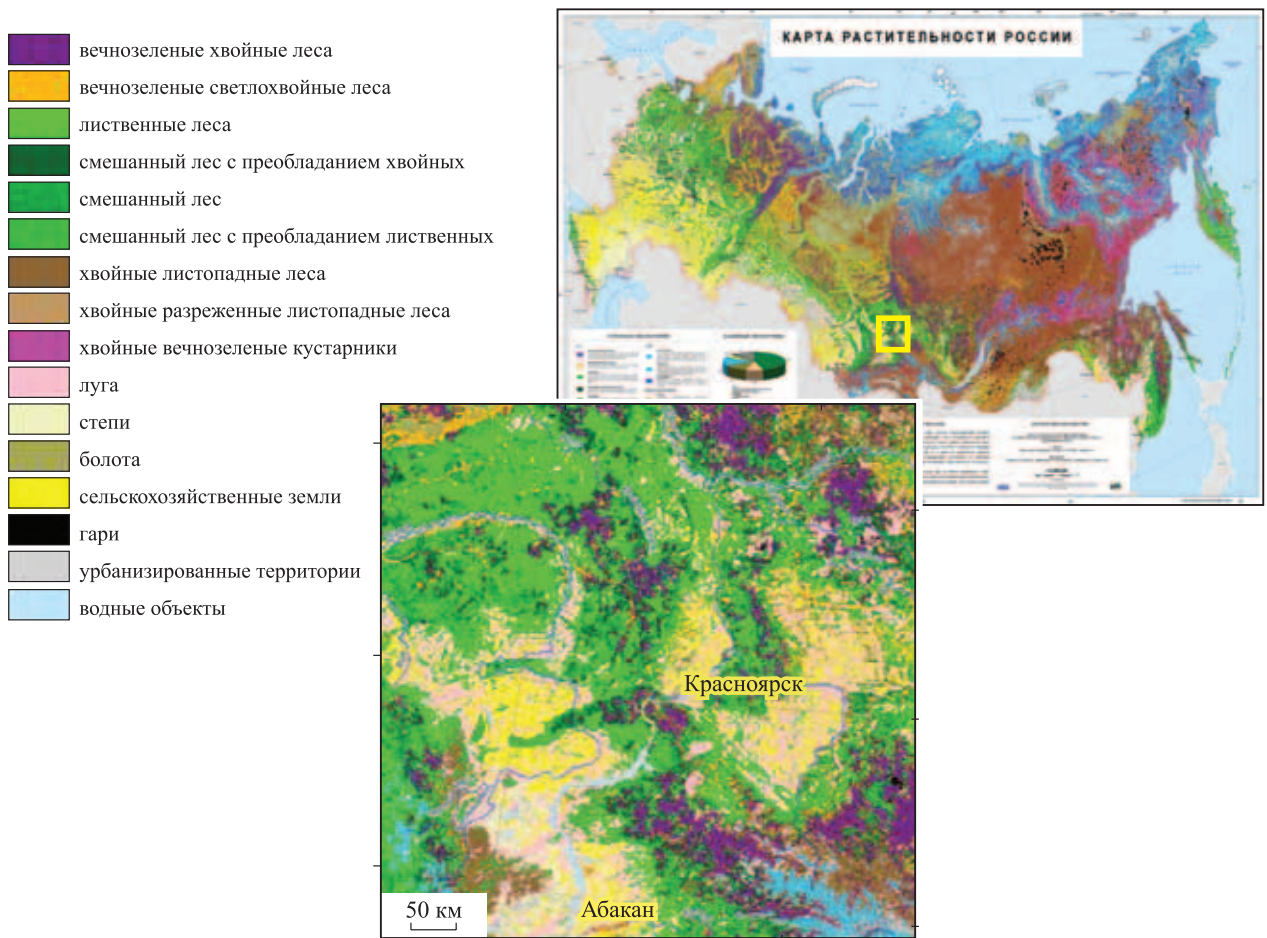 вечнозеленые хвойные леса
вечнозеленые светлохвойные леса
лиственные леса
смешанный лес с преобладанием хвойных
смешанный лес
смешанный лес с преобладанием лиственных
хвойные листопадные леса
хвойные разреженные листопадные леса
хвойные вечнозеленые кустарники
луга
степи
болота
сельскохозяйственные земли
гари
урбанизированные территории
водные объекты
КАРТА РАСТИТЕЛЬНОСТИ РОССИИ
Красноярск
Абакан
50 км